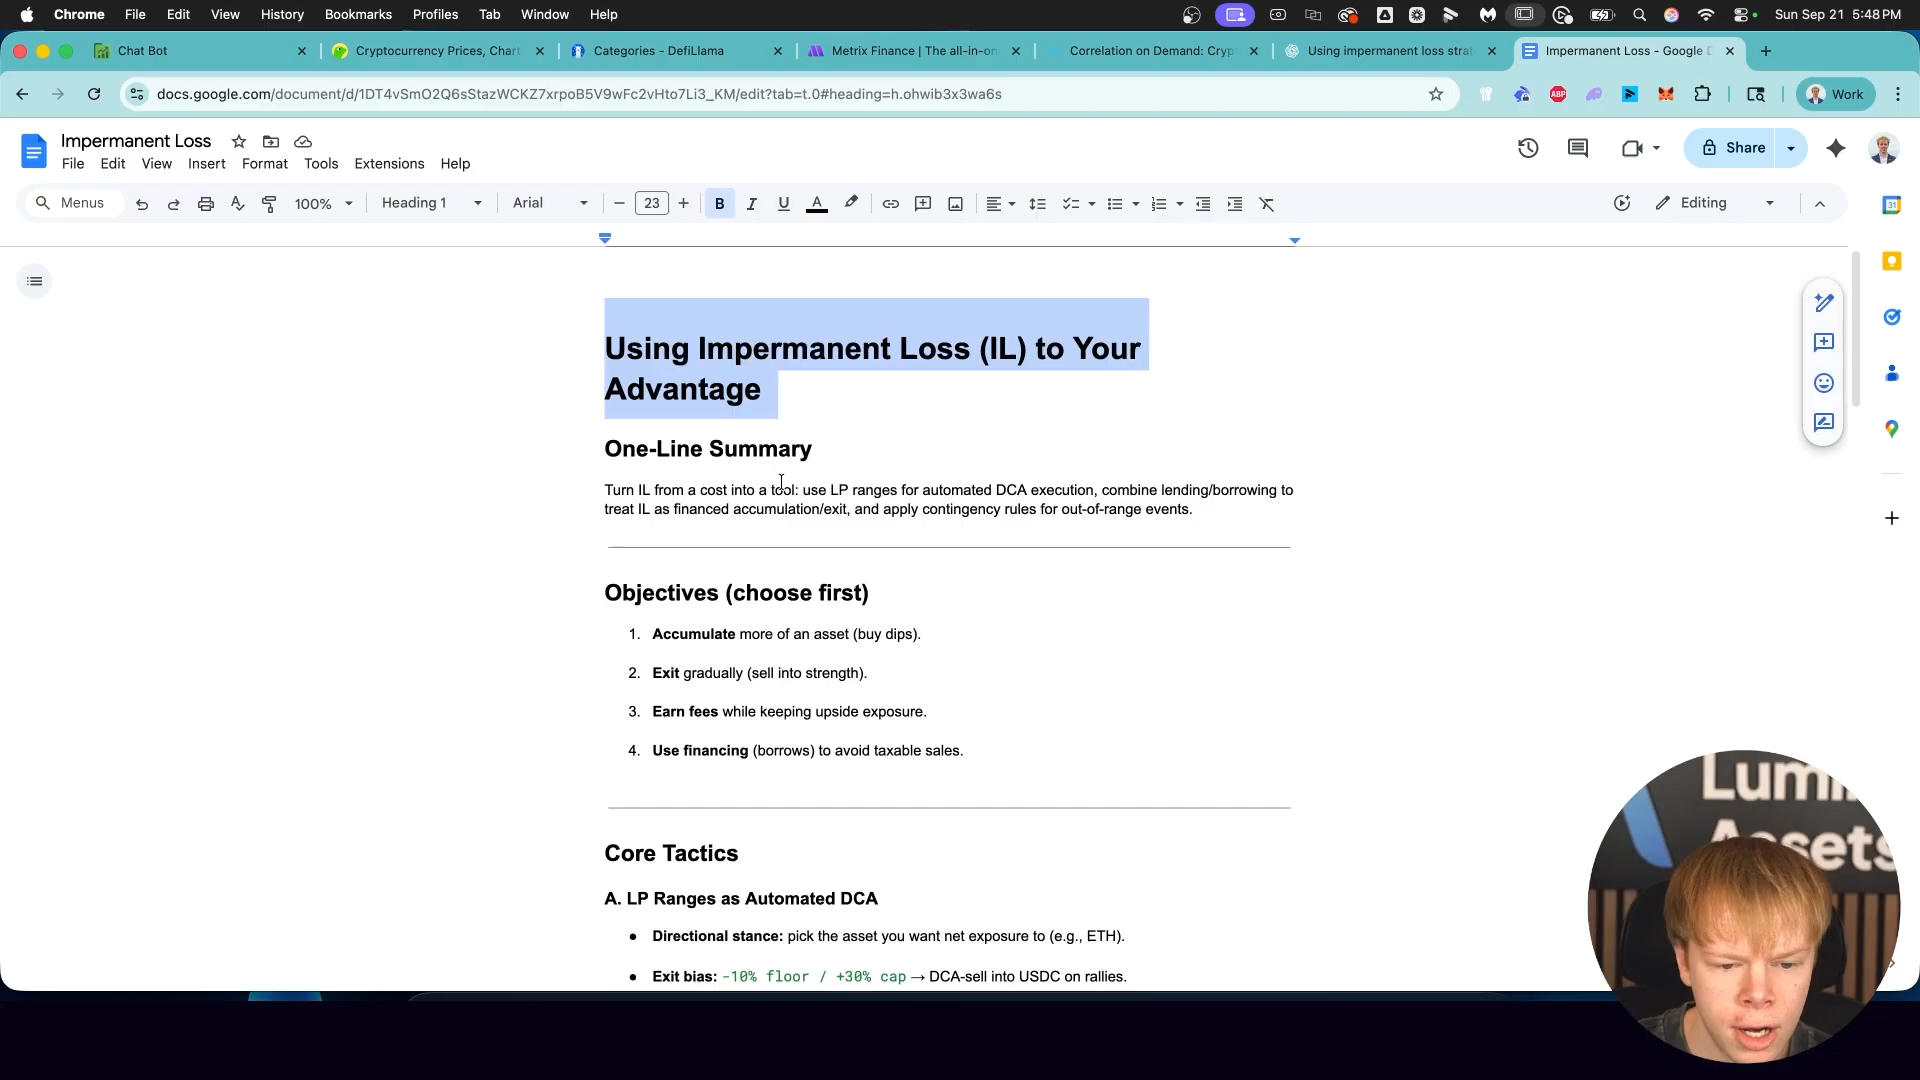 Chrome File Edit View History Bookmarks Profiles Tab Window Help Sun Sep 21 5:48 PM
Chat Bot Cryptocurrency Prices, Chart Categories - DefiLlama Metrix Finance | The all-in-on Correlation on Demand: Cryp Using impermanent loss strat Impermanent Loss - Google D
docs.google.com/document/d/1DT4vSmO2Q6sStazWCKZ7xrpoB5V9wFc2vHto7Li3_KM/edit?tab=t.0#heading=h.ohwib3x3wa6s ABP Work
Impermanent Loss
File Edit View Insert Format Tools Extensions Help
Share
Menus 100% Heading 1 Arial 23 B I U A Editing
31
Using Impermanent Loss (IL) to Your
Advantage
One-Line Summary
Turn IL from a cost into a tool: use LP ranges for automated DCA execution, combine lending/borrowing to
treat IL as financed accumulation/exit, and apply contingency rules for out-of-range events.
Objectives (choose first)
1. Accumulate more of an asset (buy dips).
2. Exit gradually (sell into strength).
3. Earn fees while keeping upside exposure.
4. Use financing (borrows) to avoid taxable sales.
Core Tactics
A. LP Ranges as Automated DCA
● Directional stance: pick the asset you want net exposure to (e.g., ETH).
● Exit bias: -10% floor / +30% cap → DCA-sell into USDC on rallies.